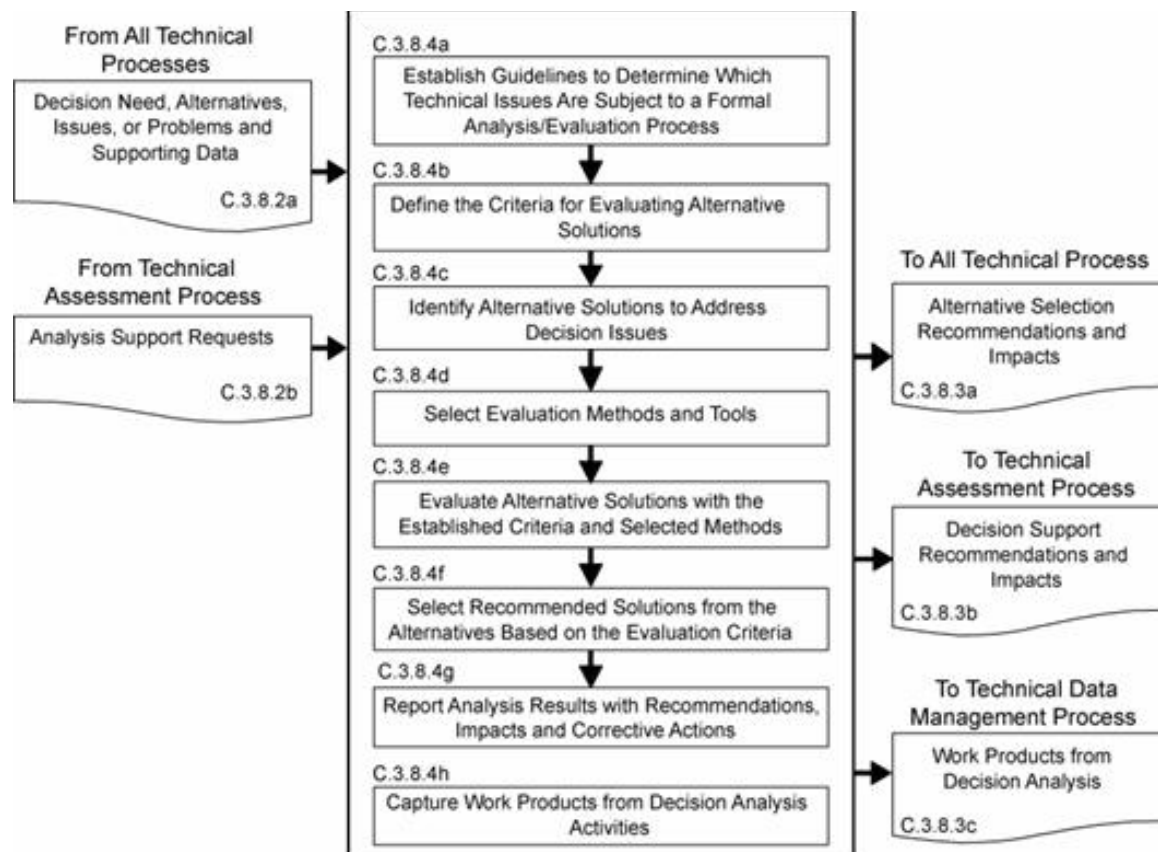 From All Technical
Processes
Decision Need, Alternatives,
Issues, or Problems and
Supporting Data
C.3.8.2a
From Technical
Assessment Process
Analysis Support Requests
C.3.8.2b
C.3.8.4a
Establish Guidelines to Determine Which
Technical Issues Are Subject to a Formal
Analysis/Evaluation Process
C.3.8.4b
Define the Criteria for Evaluating Alternative
Solutions
C.3.8.4c
Identify Alternative Solutions to Address
Decision Issues
C.3.8.4d
Select Evaluation Methods and Tools
C.3.8.4e
Evaluate Alternative Solutions with the
Established Criteria and Selected Methods
C.3.8.4f
Select Recommended Solutions from the
Alternatives Based on the Evaluation Criteria
C.3.8.4g
Report Analysis Results with Recommendations,
Impacts and Corrective Actions
C.3.8.4h
Capture Work Products from Decision Analysis
Activities
To All Technical Process
Alternative Selection
Recommendations and
Impacts
C.3.8.3a
To Technical
Assessment Process
Decision Support
Recommendations and
Impacts
C.3.8.3b
To Technical Data
Management Process
Work Products from
Decision Analysis
C.3.8.3c